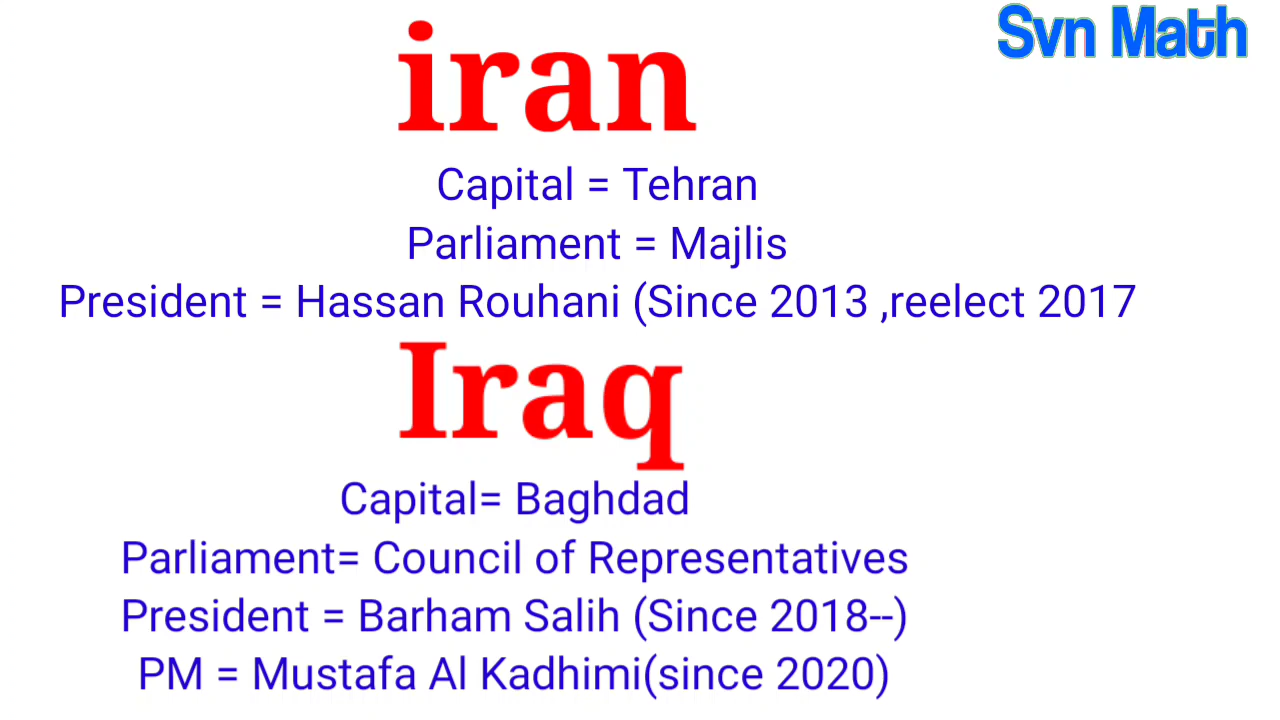 Svn Math
iran
Capital = Tehran
Parliament = Majlis
President = Hassan Rouhani (Since 2013 ,reelect 2017
Iraq
Capital= Baghdad
Parliament= Council of Representatives
President = Barham Salih (Since 2018--)
PM = Mustafa Al Kadhimi(since 2020)